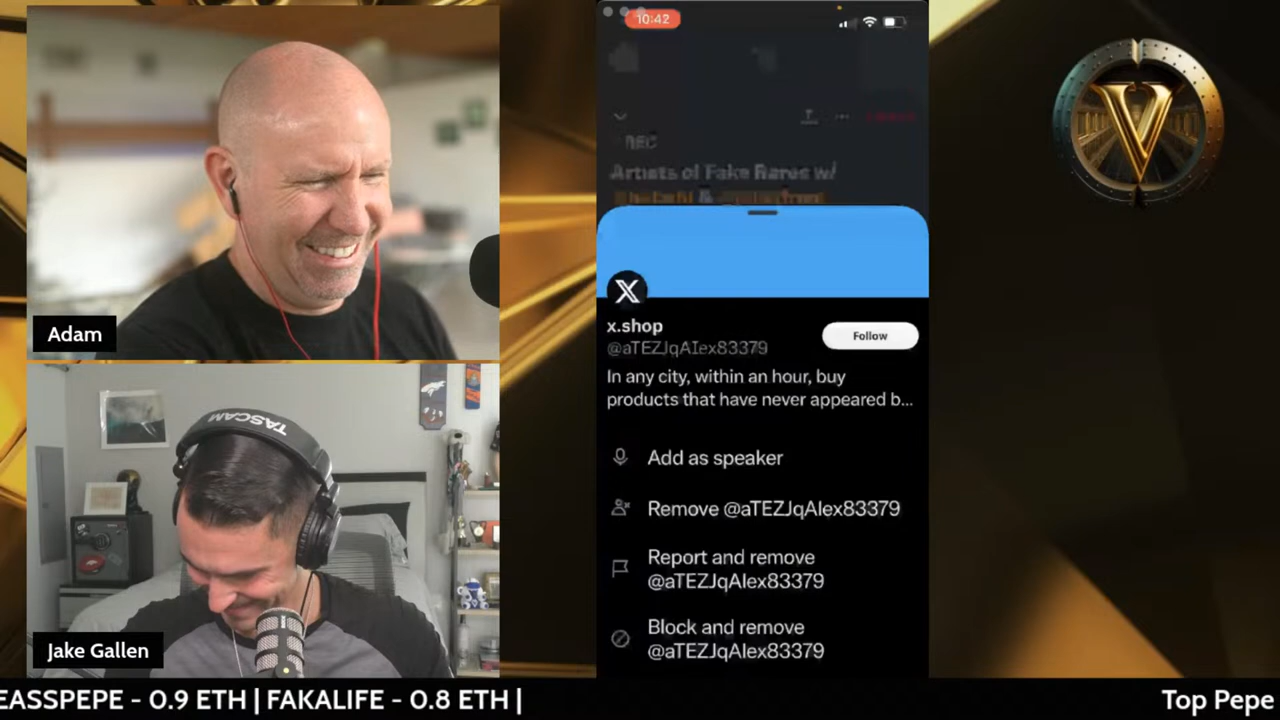 10:42
REC
Artists of Fake Rares w/
X
x.shop
Follow
@aTEZJqAlex83379
In any city, within an hour, buy
products that have never appeared b...
Add as speaker
Remove @aTEZJqAlex83379
Report and remove
@aTEZJqAlex83379
Block and remove
@aTEZJqAlex83379
V
Adam
TASCAM
Jake Gallen
EASSPEPE - 0.9 ETH | FAKALIFE - 0.8 ETH |
Top Pepe